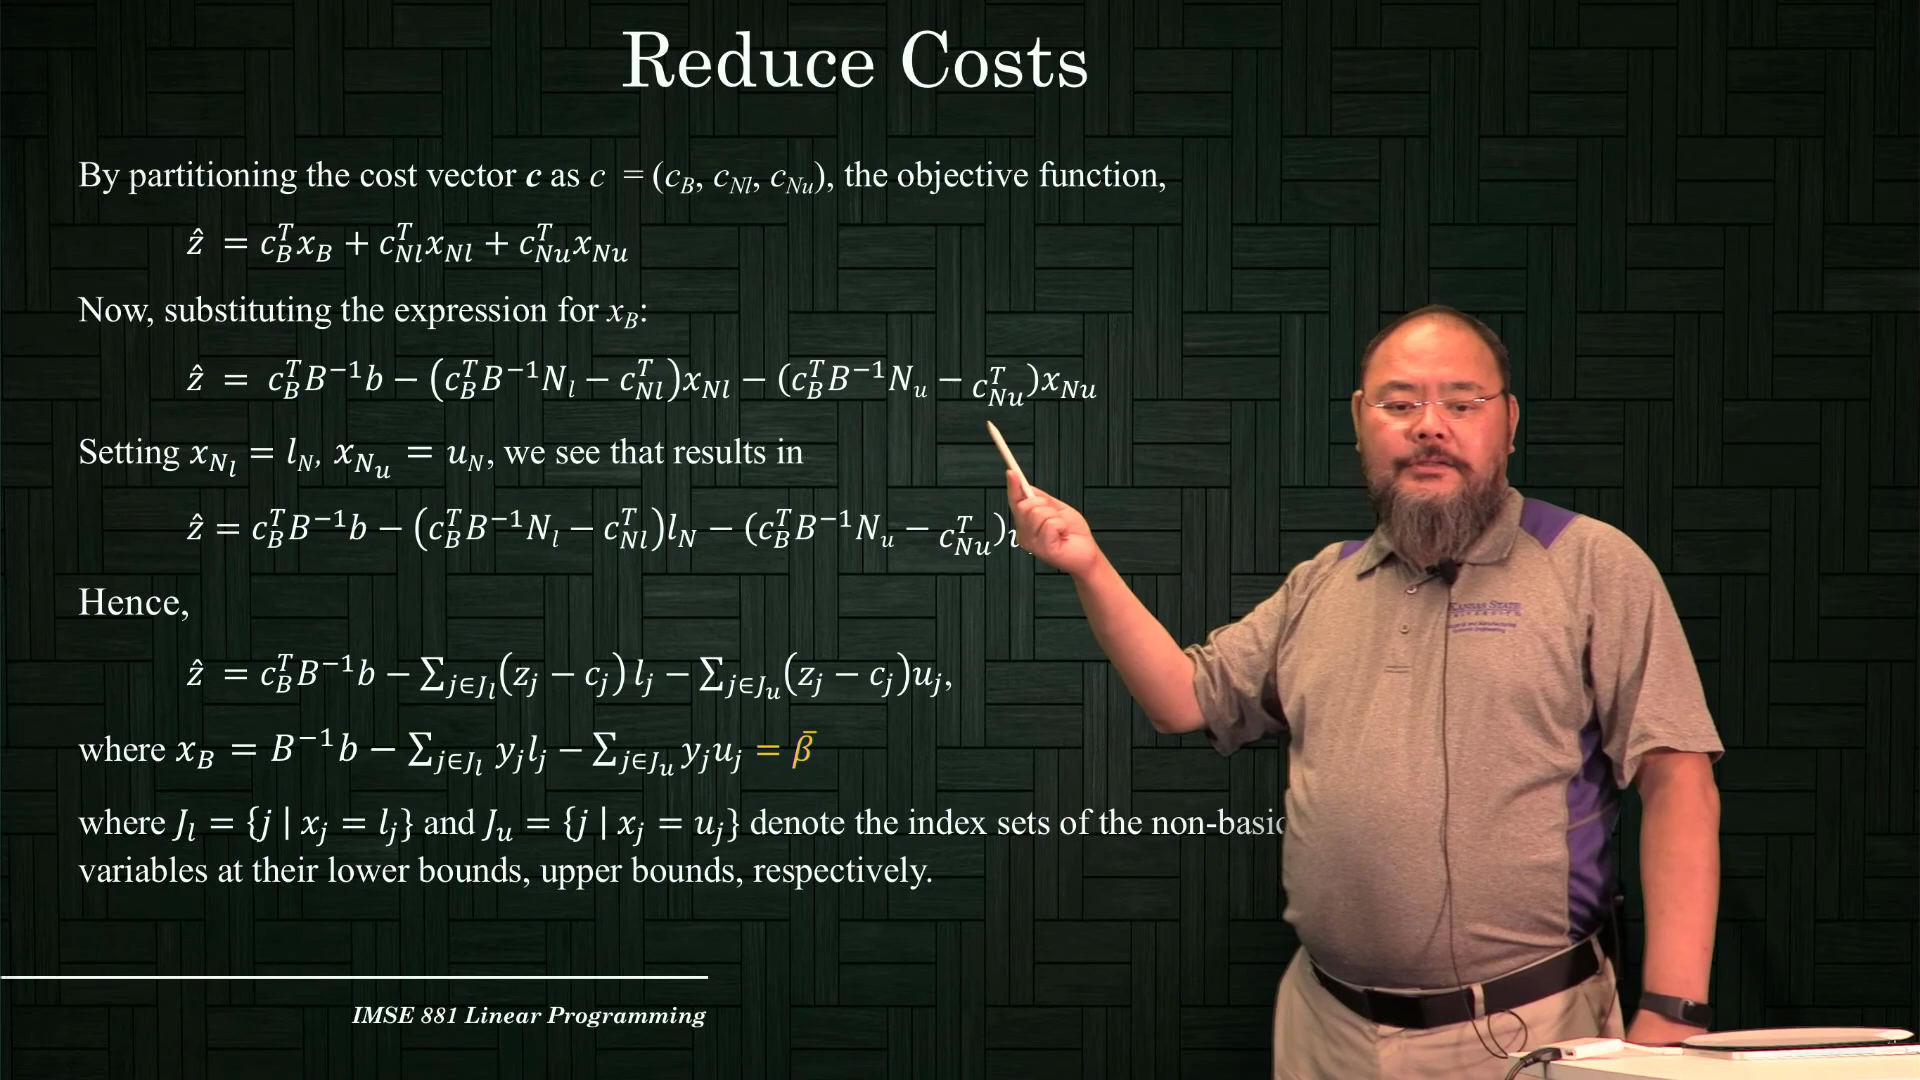 Reduce Costs
By partitioning the cost vector c as c = (c_B, c_Nl, c_Nu), the objective function,
ẑ = c_B^T x_B + c_Nl^T x_Nl + c_Nu^T x_Nu
Now, substituting the expression for x_B:
ẑ = c_B^T B^−1 b − (c_B^T B^−1 N_l − c_Nl^T) x_Nl − (c_B^T B^−1 N_u − c_Nu^T) x_Nu
Setting x_{N_l} = l_N, x_{N_u} = u_N, we see that results in
ẑ = c_B^T B^−1 b − (c_B^T B^−1 N_l − c_Nl^T) l_N − (c_B^T B^−1 N_u − c_Nu^T)
Hence,
ẑ = c_B^T B^−1 b − ∑_{j∈J_l} (z_j − c_j) l_j − ∑_{j∈J_u} (z_j − c_j) u_j,
where x_B = B^−1 b − ∑_{j∈J_l} y_j l_j − ∑_{j∈J_u} y_j u_j = β̄
where J_l = {j | x_j = l_j} and J_u = {j | x_j = u_j} denote the index sets of the non-basic
variables at their lower bounds, upper bounds, respectively.
KANSAS STATE
UNIVERSITY
IMSE 881 Linear Programming